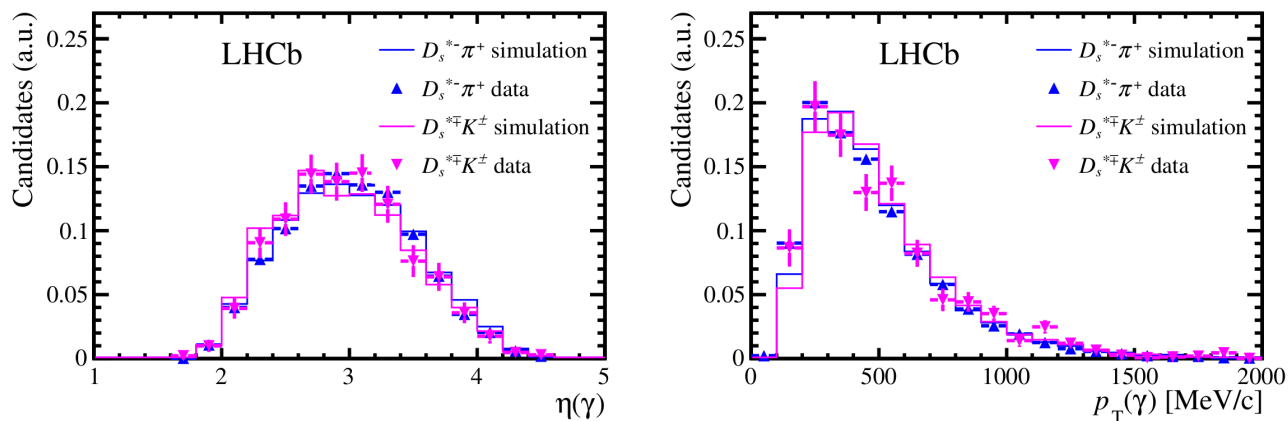 Candidates (a.u.)
0.25
0.2
0.15
0.1
0.05
0
LHCb
D_s^{*-}π^+ simulation
D_s^{*-}π^+ data
D_s^{*∓}K^± simulation
D_s^{*∓}K^± data
1 2 3 4 5
η(γ)
Candidates (a.u.)
0.25
0.2
0.15
0.1
0.05
0
LHCb
D_s^{*-}π^+ simulation
D_s^{*-}π^+ data
D_s^{*∓}K^± simulation
D_s^{*∓}K^± data
0 500 1000 1500 2000
p_T(γ) [MeV/c]